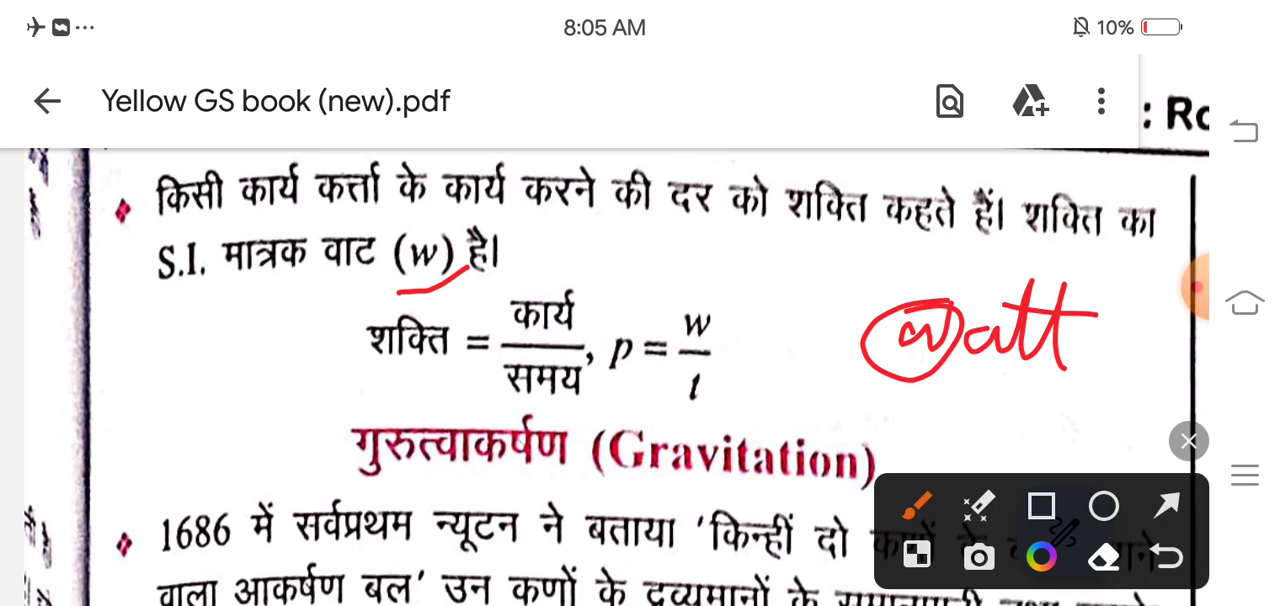 8:05 AM
10%
Yellow GS book (new).pdf
: Ro
किसी कार्य कर्त्ता के कार्य करने की दर को शक्ति कहते हैं। शक्ति का
S.I. मात्रक वाट (w) है।
शक्ति = कार्य / समय, p = w / t
watt
गुरुत्वाकर्षण (Gravitation)
1686 में सर्वप्रथम न्यूटन ने बताया 'किन्हीं दो
वाला आकर्षण बल' उन कणों के द्रव्यमानों के